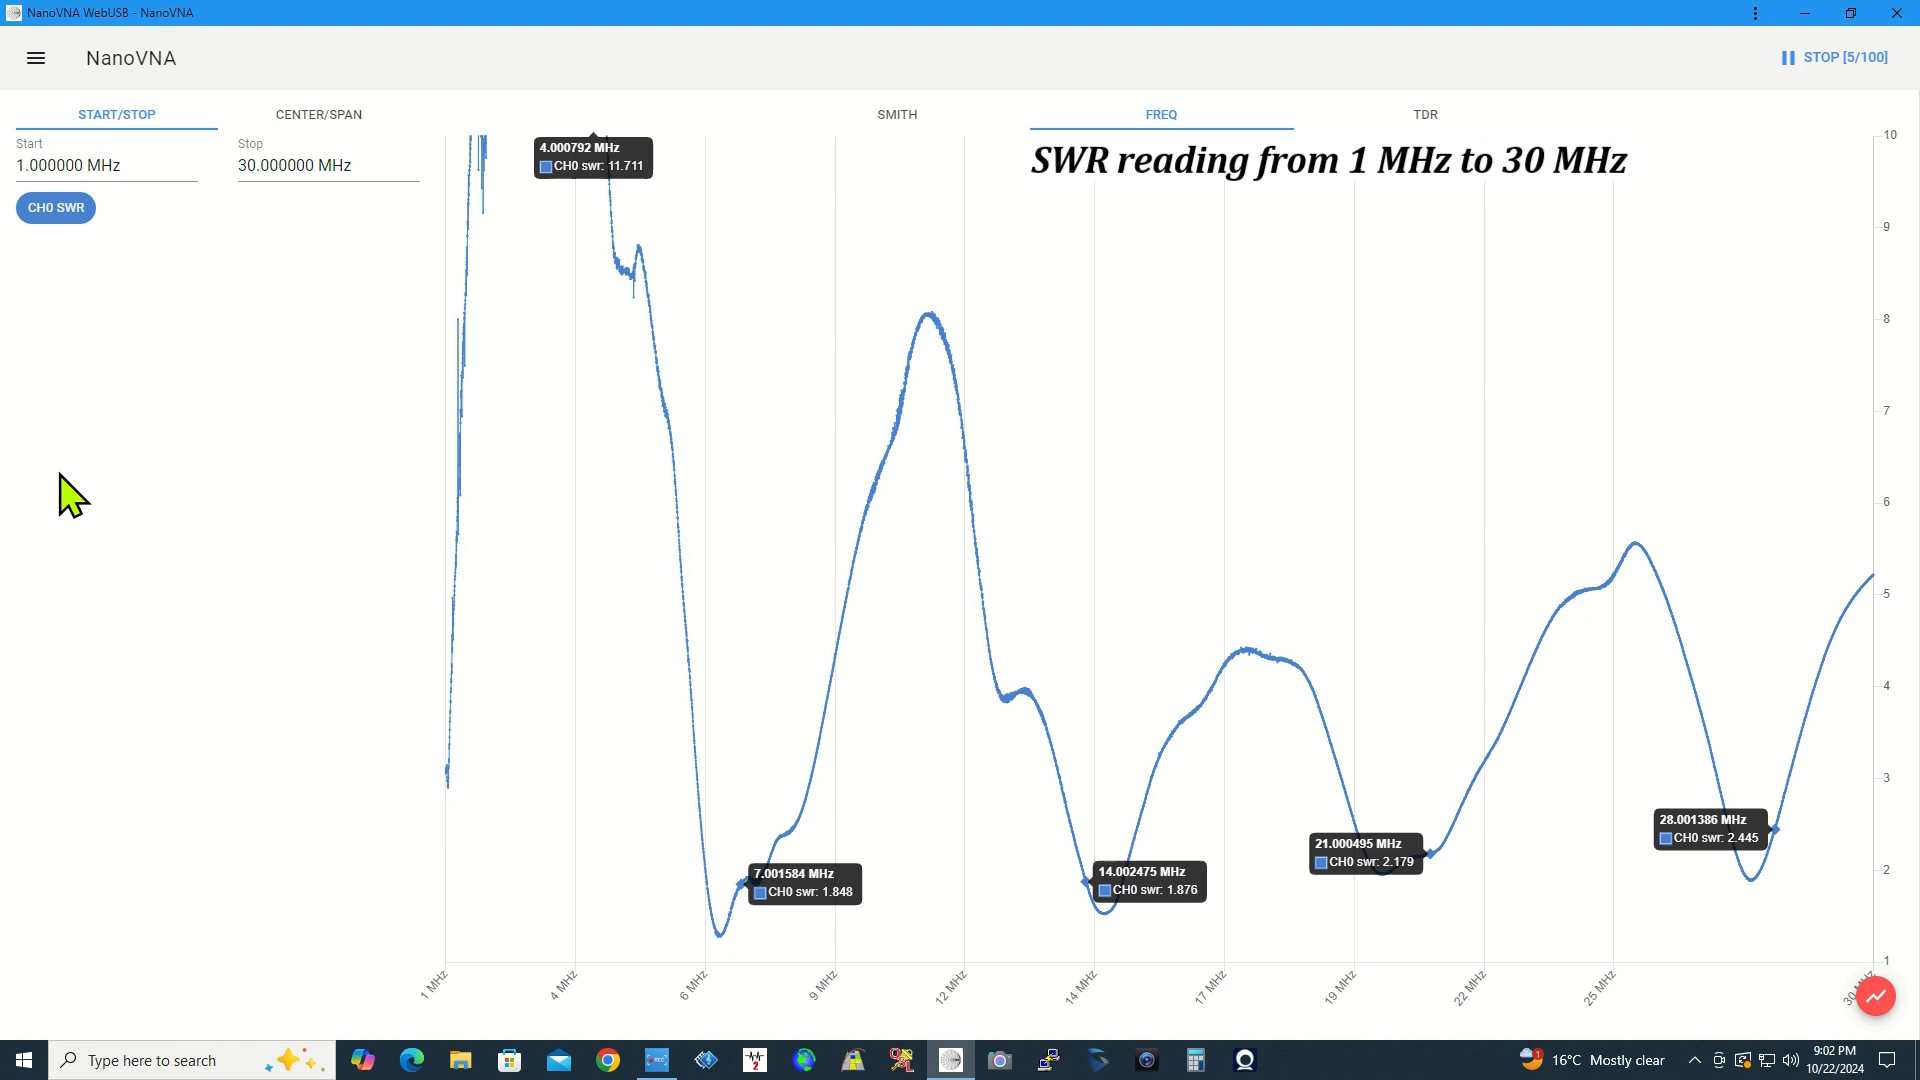 NanoVNA WebUSB - NanoVNA
NanoVNA
STOP [5/100]
START/STOP
CENTER/SPAN
SMITH
FREQ
TDR
Start
1.000000 MHz
Stop
30.000000 MHz
CH0 SWR
SWR reading from 1 MHz to 30 MHz
4.000792 MHz
CH0 swr: 11.711
7.001584 MHz
CH0 swr: 1.848
14.002475 MHz
CH0 swr: 1.876
21.000495 MHz
CH0 swr: 2.179
28.001386 MHz
CH0 swr: 2.445
10
9
8
7
6
5
4
3
2
1
1 MHz
4 MHz
6 MHz
9 MHz
12 MHz
14 MHz
17 MHz
19 MHz
22 MHz
25 MHz
30 MHz
Type here to search
16°C Mostly clear
9:02 PM
10/22/2024